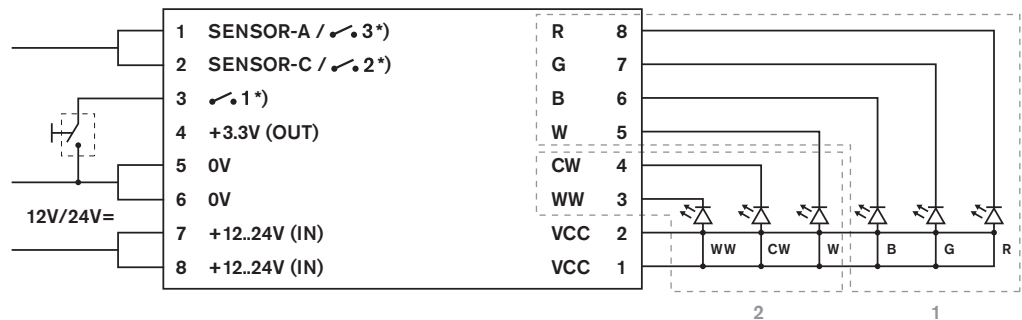 1 SENSOR-A / 3*)
2 SENSOR-C / 2*)
3 1*)
4 +3.3V (OUT)
5 0V
6 0V
7 +12..24V (IN)
8 +12..24V (IN)
12V/24V=
R 8
G 7
B 6
W 5
CW 4
WW 3
VCC 2
VCC 1
WW CW W B G R
2 1